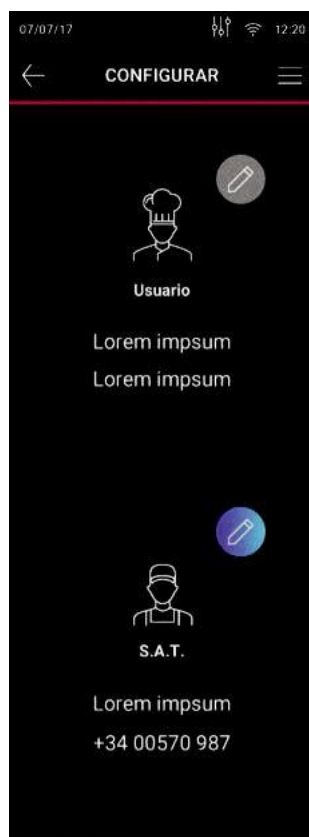 07/07/17 12:20
CONFIGURAR
Usuario
Lorem impsum
Lorem impsum
S.A.T.
Lorem impsum
+34 00570 987